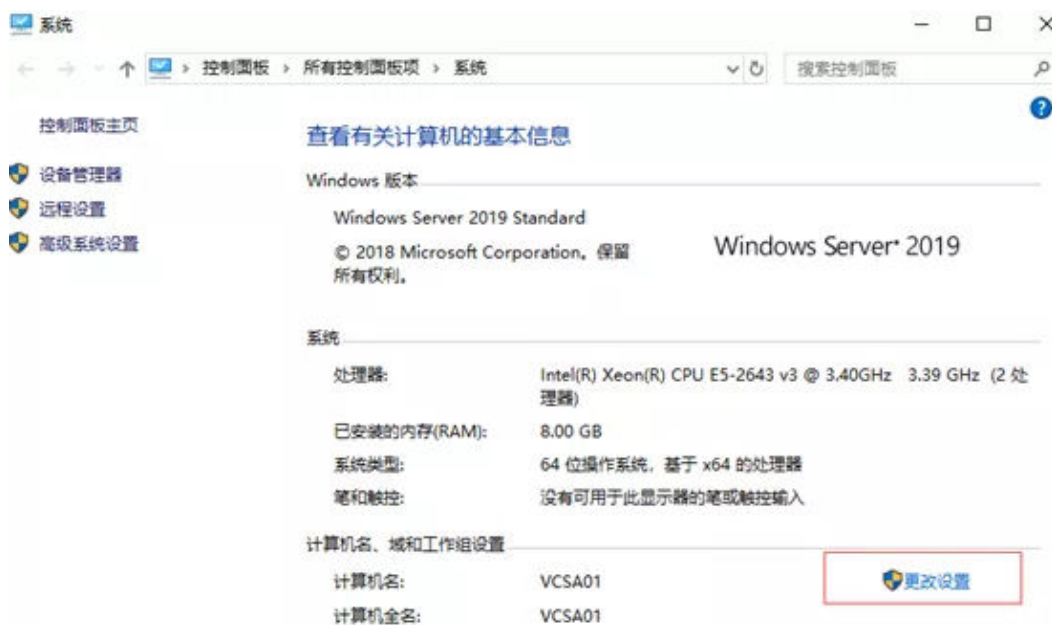 系统
控制面板 › 所有控制面板项 › 系统
搜索控制面板
控制面板主页
设备管理器
远程设置
高级系统设置
查看有关计算机的基本信息
Windows 版本
Windows Server 2019 Standard
© 2018 Microsoft Corporation。保留
所有权利。
Windows Server 2019
系统
处理器: Intel(R) Xeon(R) CPU E5-2643 v3 @ 3.40GHz 3.39 GHz (2 处
理器)
已安装的内存(RAM): 8.00 GB
系统类型: 64 位操作系统，基于 x64 的处理器
笔和触控: 没有可用于此显示器的笔或触控输入
计算机名、域和工作组设置
计算机名: VCSA01
更改设置
计算机全名: VCSA01